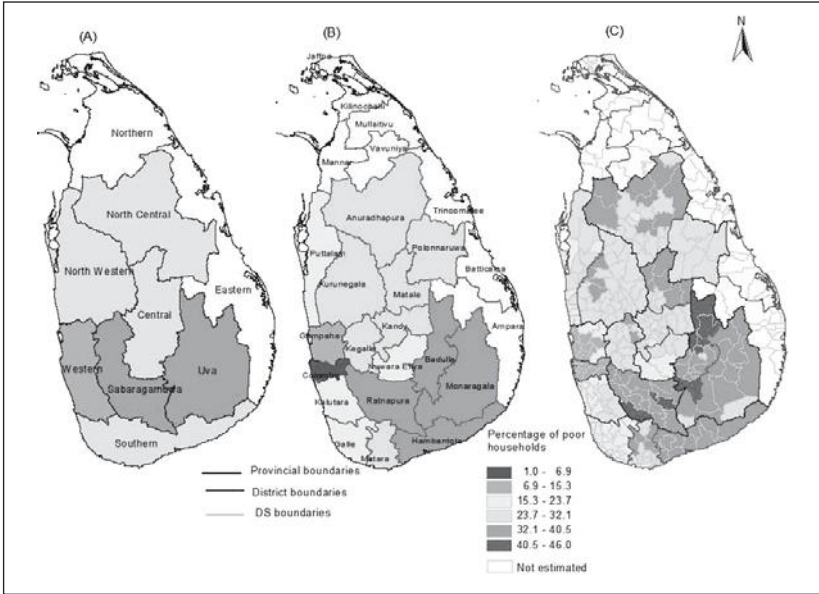 (A)
Northern
North Central
North Western
Eastern
Central
Western
Sabaragamuwa
Uva
Southern
(B)
Jaffna
Kilinochchi
Mullaitivu
Vavuniya
Mannar
Anuradhapura
Trincomalee
Puttalam
Polonnaruwa
Kurunegala
Batticaloa
Matale
Gampaha
Kandy
Ampara
Kegalle
Badulla
Colombo
Nuwara Eliya
Monaragala
Kalutara
Ratnapura
Hambantota
Galle
Matara
(C)
N
Provincial boundaries
District boundaries
DS boundaries
Percentage of poor
households
1.0 - 6.9
6.9 - 15.3
15.3 - 23.7
23.7 - 32.1
32.1 - 40.5
40.5 - 46.0
Not estimated